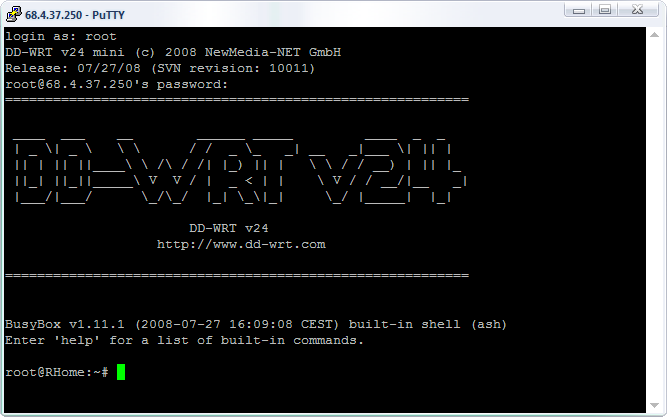 68.4.37.250 - PuTTY
login as: root
DD-WRT v24 mini (c) 2008 NewMedia-NET GmbH
Release: 07/27/08 (SVN revision: 10011)
root@68.4.37.250's password:
==========================================================
DD-WRT v24
DD-WRT v24
http://www.dd-wrt.com
==========================================================
BusyBox v1.11.1 (2008-07-27 16:09:08 CEST) built-in shell (ash)
Enter 'help' for a list of built-in commands.
root@RHome:~#